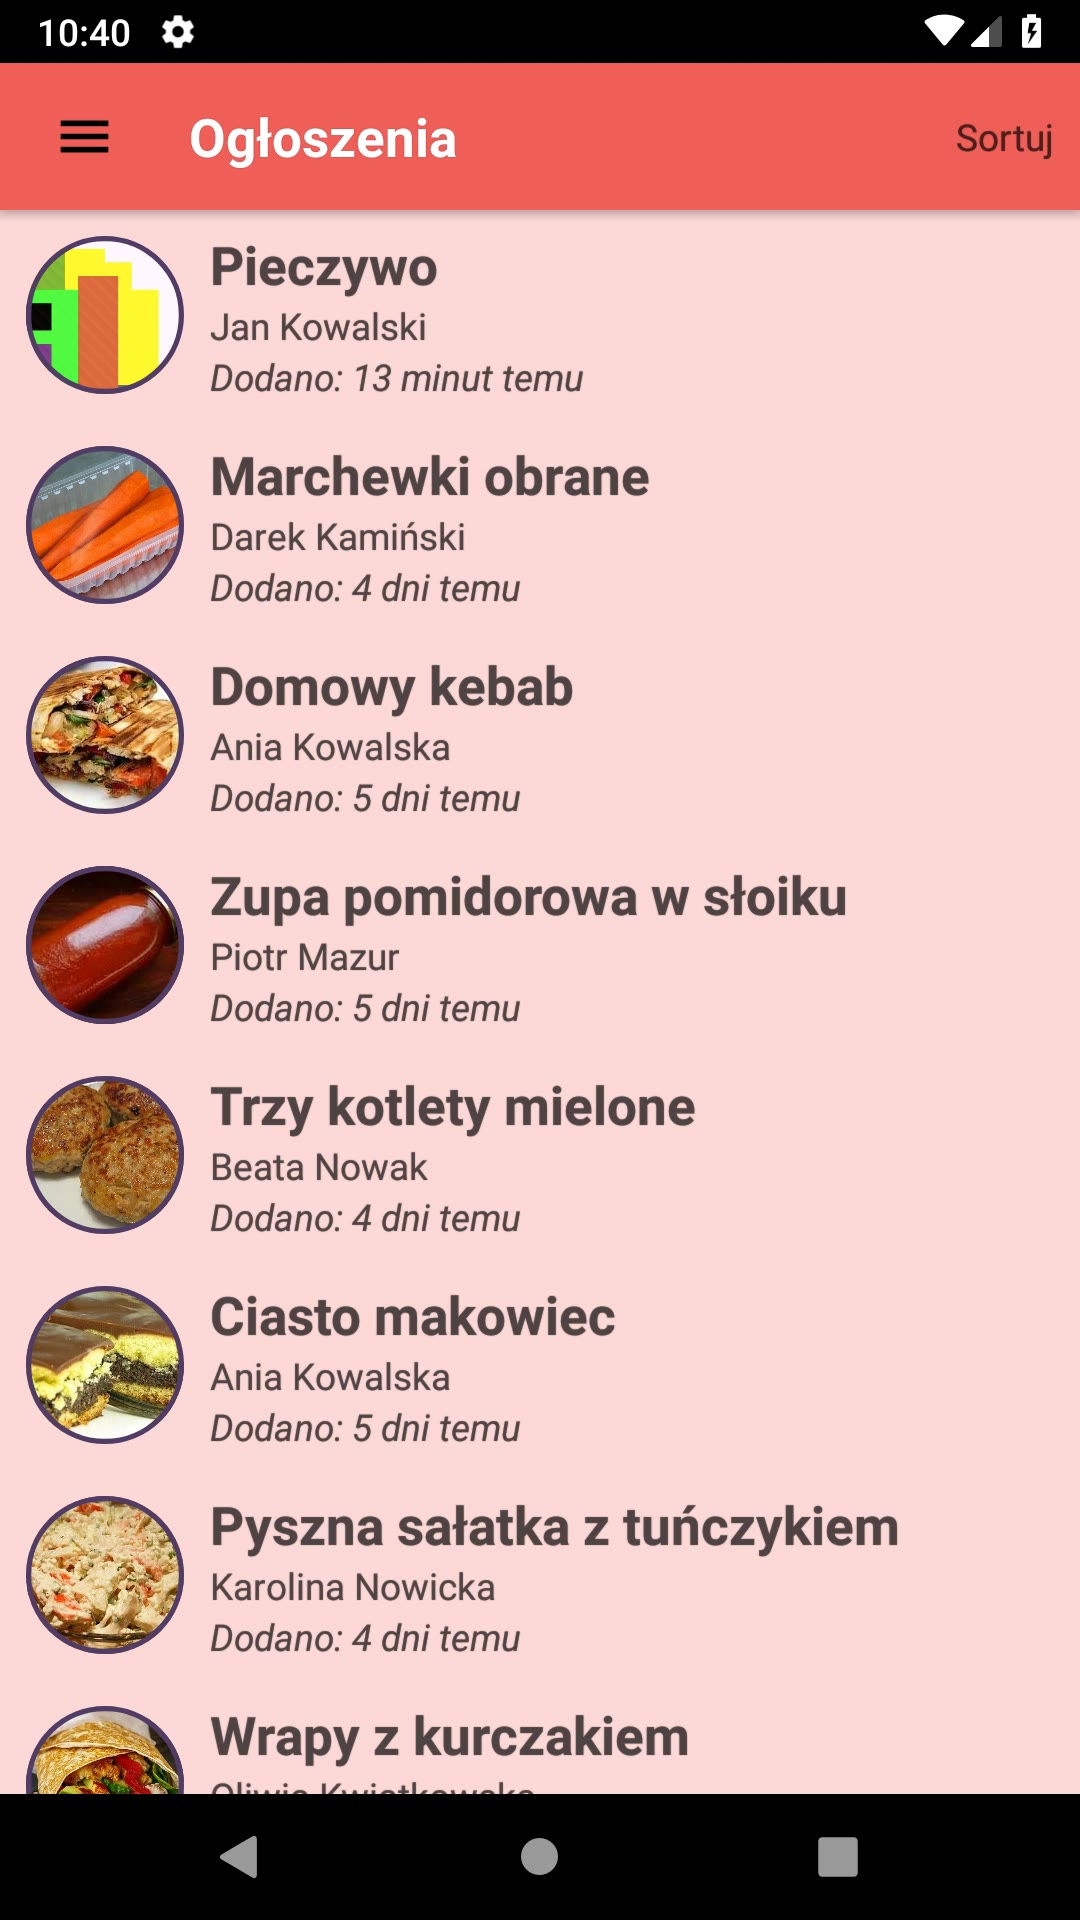 10:40
Ogłoszenia
Sortuj
Pieczywo
Jan Kowalski
Dodano: 13 minut temu
Marchewki obrane
Darek Kamiński
Dodano: 4 dni temu
Domowy kebab
Ania Kowalska
Dodano: 5 dni temu
Zupa pomidorowa w słoiku
Piotr Mazur
Dodano: 5 dni temu
Trzy kotlety mielone
Beata Nowak
Dodano: 4 dni temu
Ciasto makowiec
Ania Kowalska
Dodano: 5 dni temu
Pyszna sałatka z tuńczykiem
Karolina Nowicka
Dodano: 4 dni temu
Wrapy z kurczakiem
Oliwia Kwiatkowska